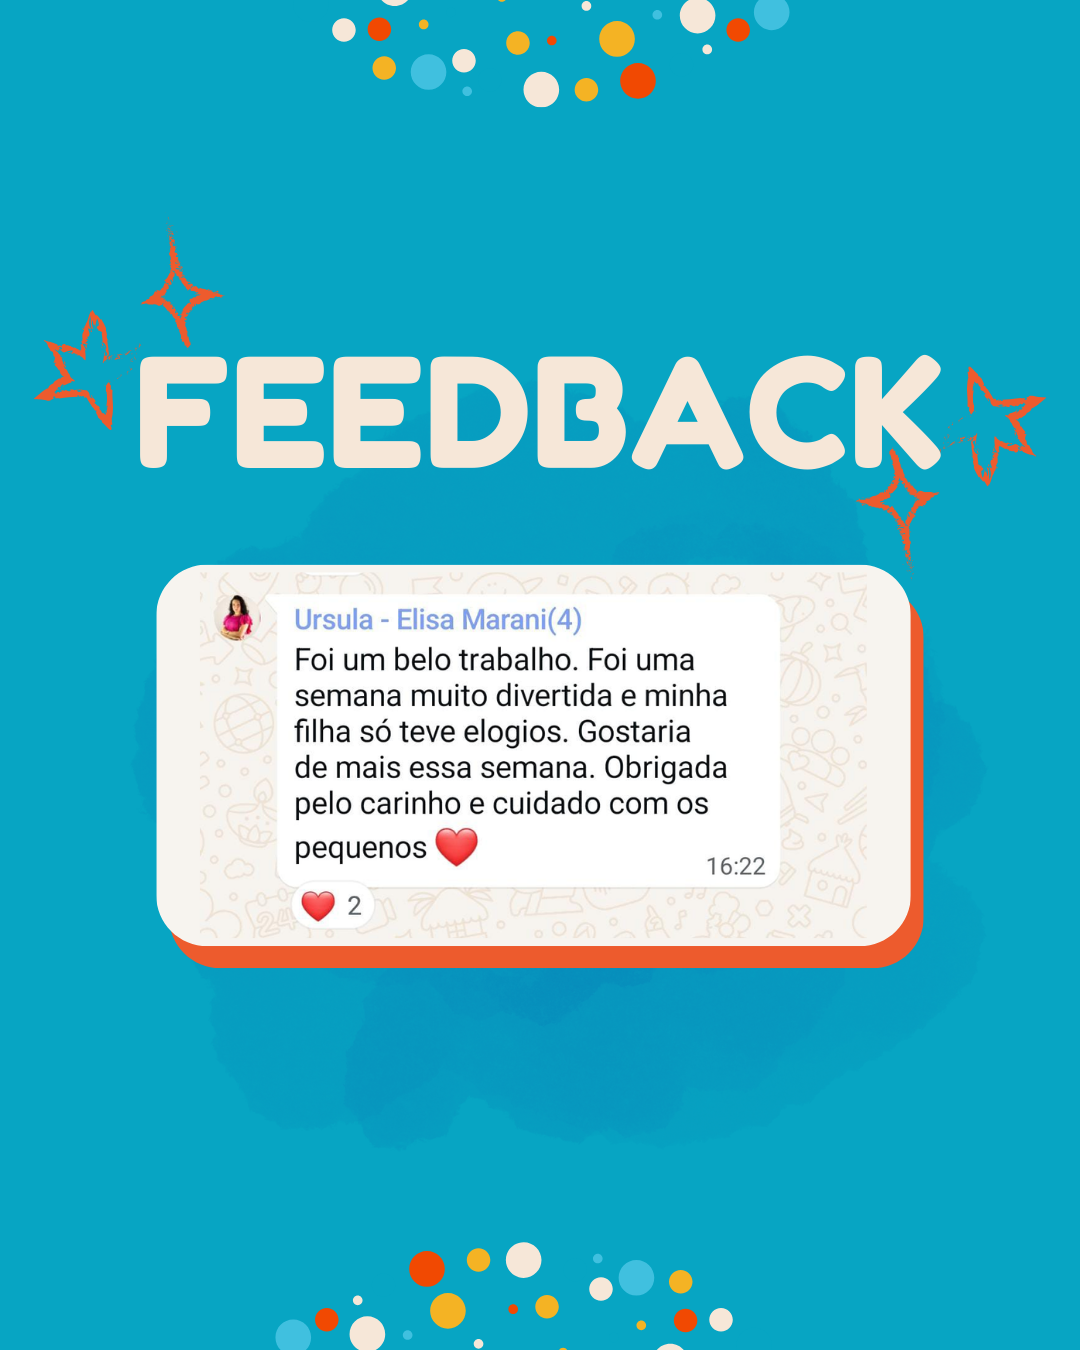 FEEDBACK
Ursula - Elisa Marani(4)
Foi um belo trabalho. Foi uma
semana muito divertida e minha
filha só teve elogios. Gostaria
de mais essa semana. Obrigada
pelo carinho e cuidado com os
pequenos ❤️
16:22
❤️ 2